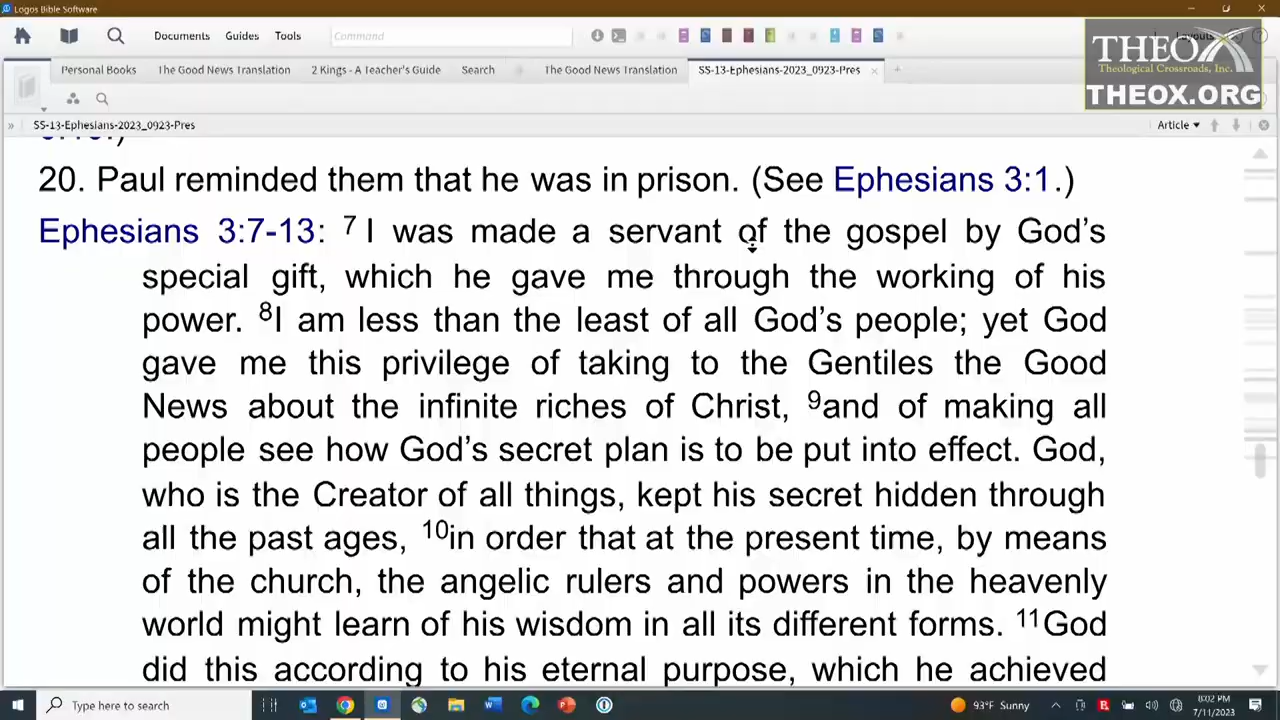 Logos Bible Software
Documents Guides Tools Command
THEOX
Theological Crossroads, Inc.
THEOX.ORG
Personal Books The Good News Translation 2 Kings - A Teacher's Guide The Good News Translation SS-13-Ephesians-2023_0923-Pres
SS-13-Ephesians-2023_0923-Pres Article
20. Paul reminded them that he was in prison. (See Ephesians 3:1.)
Ephesians 3:7-13: 7 I was made a servant of the gospel by God's
special gift, which he gave me through the working of his
power. 8I am less than the least of all God's people; yet God
gave me this privilege of taking to the Gentiles the Good
News about the infinite riches of Christ, 9and of making all
people see how God's secret plan is to be put into effect. God,
who is the Creator of all things, kept his secret hidden through
all the past ages, 10in order that at the present time, by means
of the church, the angelic rulers and powers in the heavenly
world might learn of his wisdom in all its different forms. 11God
did this according to his eternal purpose, which he achieved
Type here to search 93°F Sunny 8:02 PM
7/11/2023